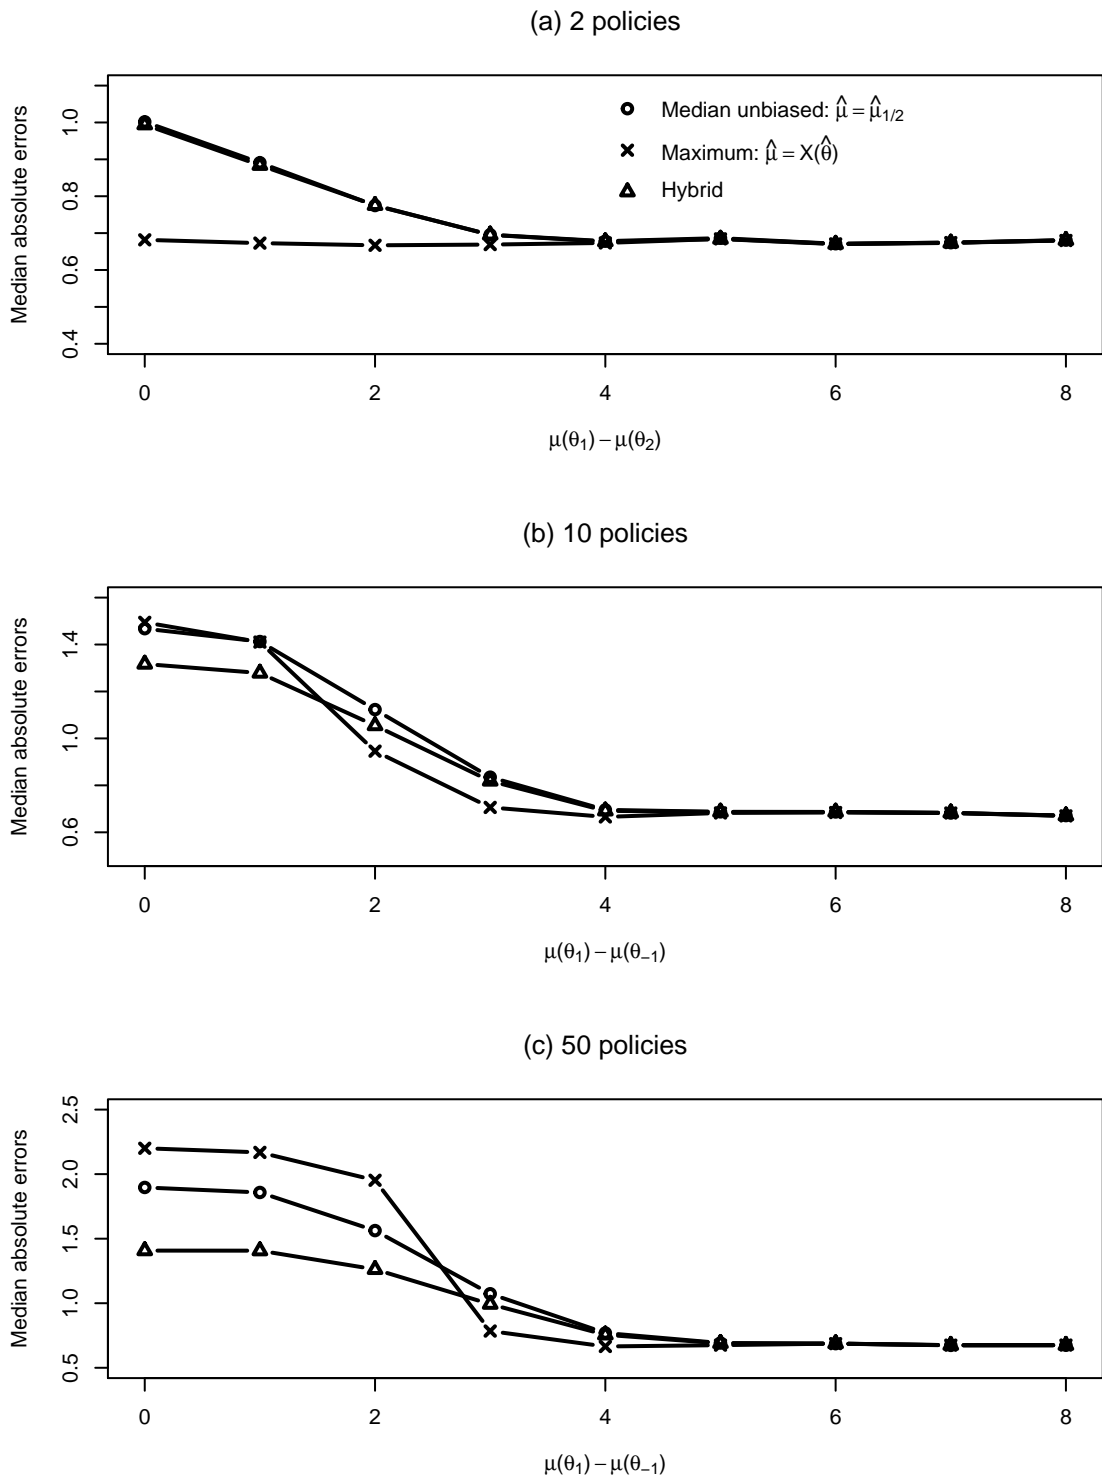 (a) 2 policies
Median absolute errors
0.4 0.6 0.8 1.0
Median unbiased: μ̂ = μ̂1/2
Maximum: μ̂ = X(θ̂)
Hybrid
0 2 4 6 8
μ(θ1) − μ(θ2)
(b) 10 policies
Median absolute errors
0.6 1.0 1.4
0 2 4 6 8
μ(θ1) − μ(θ−1)
(c) 50 policies
Median absolute errors
0.5 1.0 1.5 2.0 2.5
0 2 4 6 8
μ(θ1) − μ(θ−1)